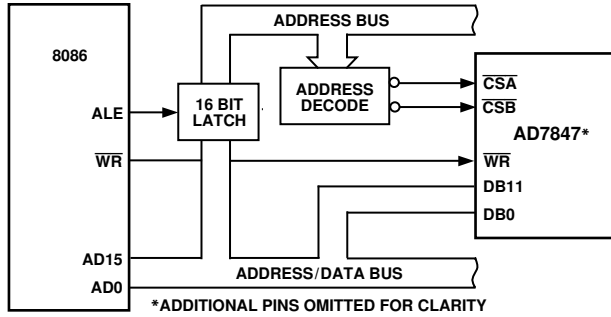 ADDRESS BUS
8086
16 BIT
LATCH
ADDRESS
DECODE
ALE
WR
AD15
AD0
CSA
CSB
AD7847*
WR
DB11
DB0
ADDRESS/DATA BUS
*ADDITIONAL PINS OMITTED FOR CLARITY